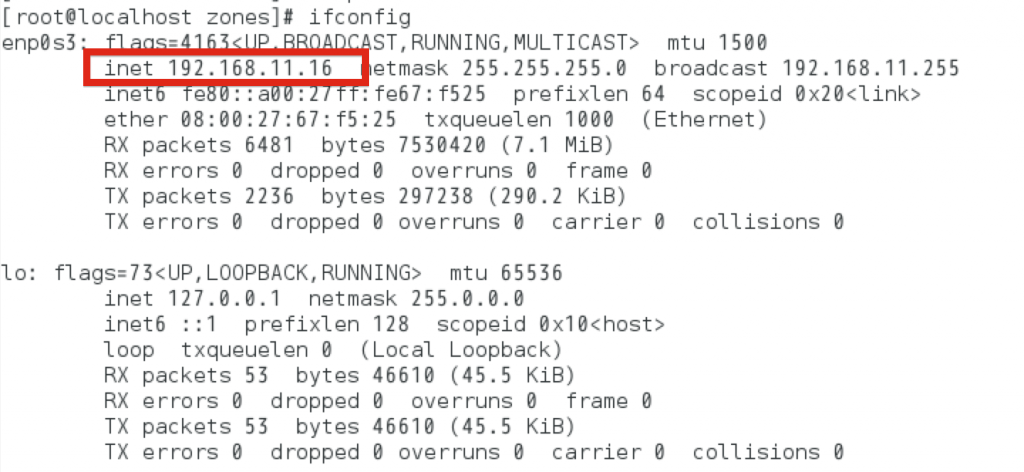 [root@localhost zones]# ifconfig
enp0s3: flags=4163<UP,BROADCAST,RUNNING,MULTICAST>  mtu 1500
inet 192.168.11.16  netmask 255.255.255.0  broadcast 192.168.11.255
inet6 fe80::a00:27ff:fe67:f525  prefixlen 64  scopeid 0x20<link>
ether 08:00:27:67:f5:25  txqueuelen 1000  (Ethernet)
RX packets 6481  bytes 7530420 (7.1 MiB)
RX errors 0  dropped 0  overruns 0  frame 0
TX packets 2236  bytes 297238 (290.2 KiB)
TX errors 0  dropped 0 overruns 0  carrier 0  collisions 0
lo: flags=73<UP,LOOPBACK,RUNNING>  mtu 65536
inet 127.0.0.1  netmask 255.0.0.0
inet6 ::1  prefixlen 128  scopeid 0x10<host>
loop  txqueuelen 0  (Local Loopback)
RX packets 53  bytes 46610 (45.5 KiB)
RX errors 0  dropped 0  overruns 0  frame 0
TX packets 53  bytes 46610 (45.5 KiB)
TX errors 0  dropped 0 overruns 0  carrier 0  collisions 0